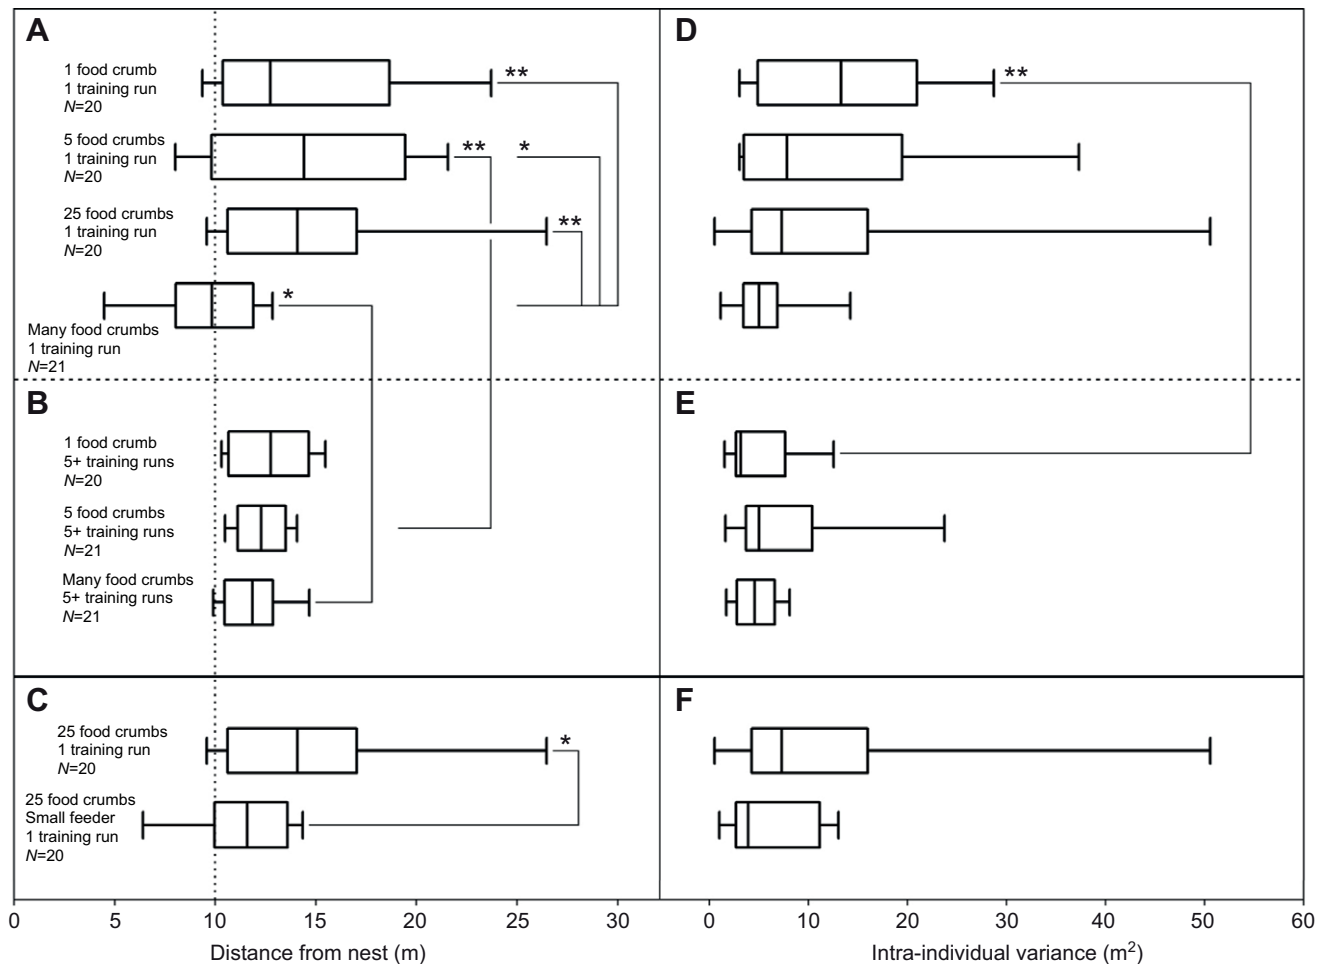 A
1 food crumb
1 training run
N=20
**
5 food crumbs
1 training run
N=20
**
*
25 food crumbs
1 training run
N=20
**
*
Many food crumbs
1 training run
N=21
D
**
B
1 food crumb
5+ training runs
N=20
5 food crumbs
5+ training runs
N=21
Many food crumbs
5+ training runs
N=21
E
C
25 food crumbs
1 training run
N=20
*
25 food crumbs
Small feeder
1 training run
N=20
F
0 5 10 15 20 25 30
Distance from nest (m)
0 10 20 30 40 50 60
Intra-individual variance (m²)